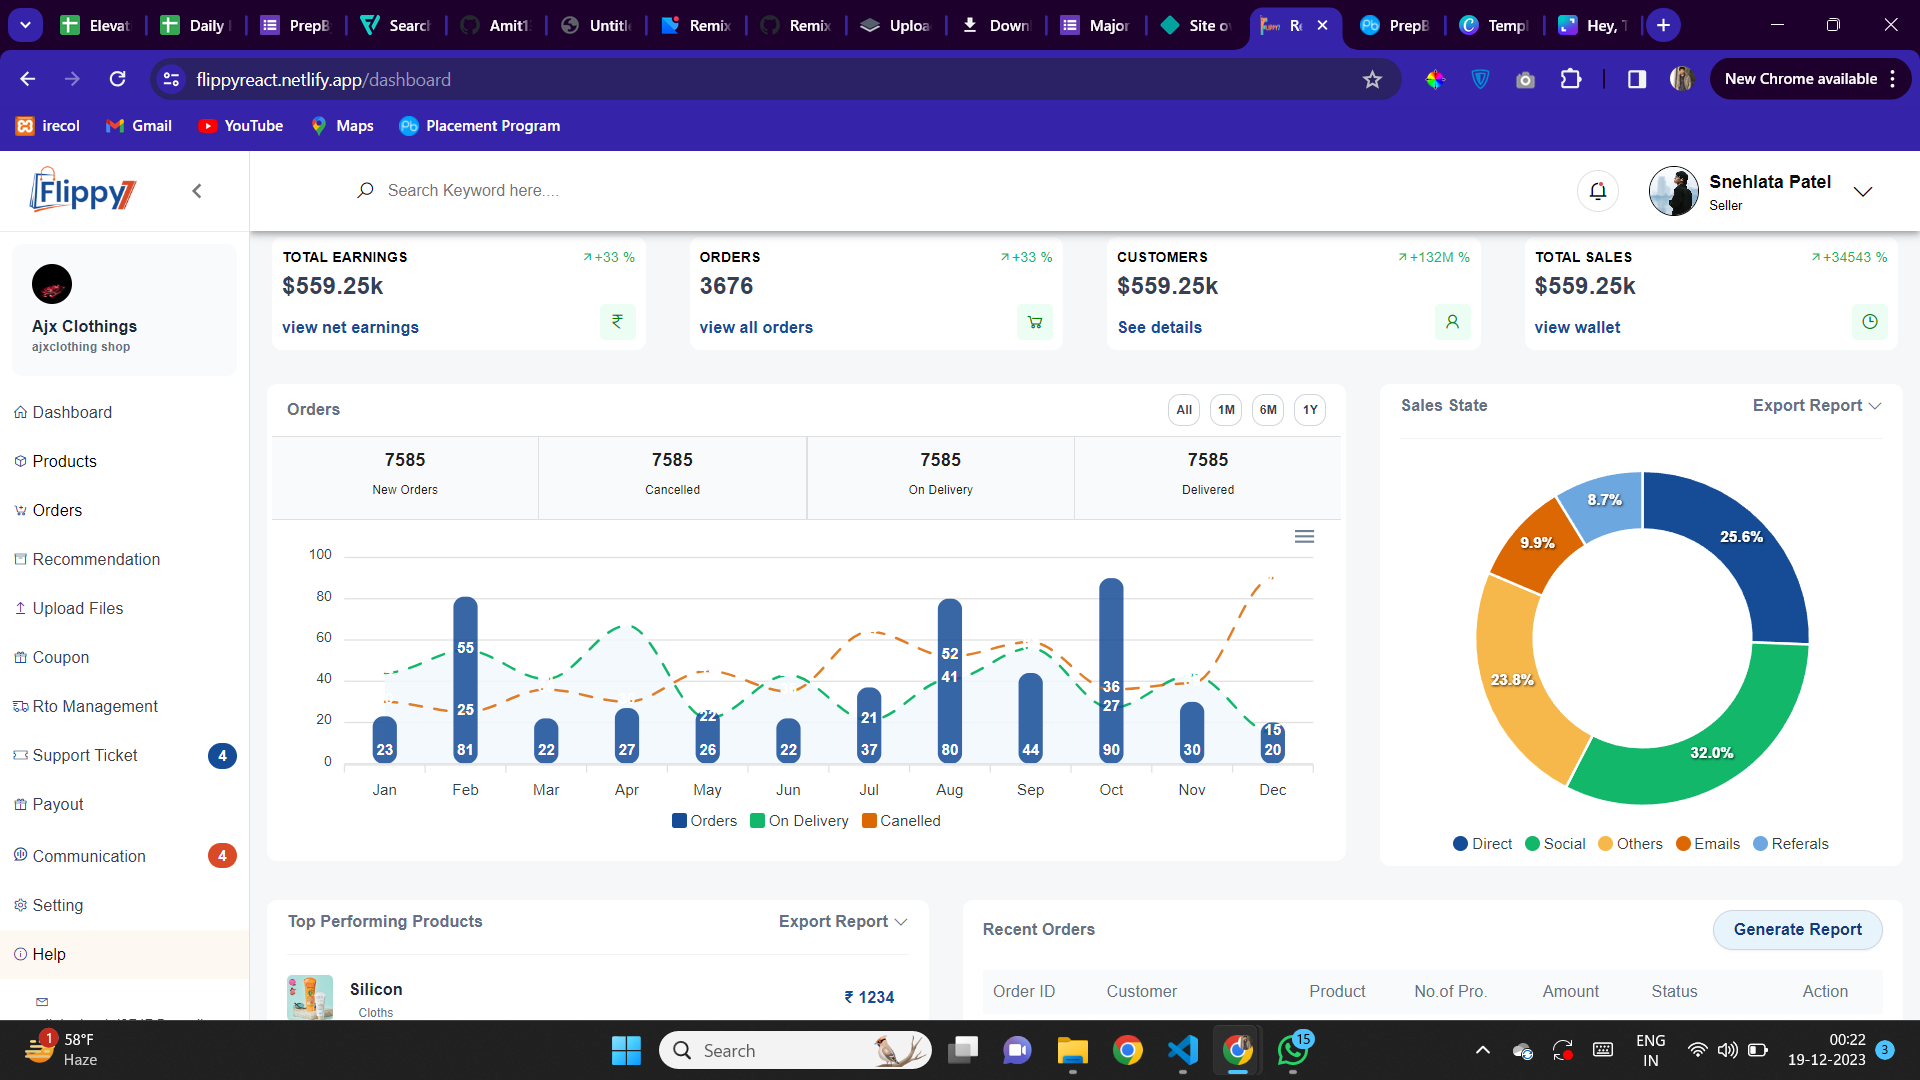 Elevat
Daily
PrepB
Search
Amit1
Untitl
Remix
Remix
Uploa
Down
Major
Site o
Re
PrepB
Templ
Hey, T
flippyreact.netlify.app/dashboard
New Chrome available
irecol
Gmail
YouTube
Maps
Placement Program
Flippy7
Search Keyword here....
Snehlata Patel
Seller
Ajx Clothings
ajxclothing shop
Dashboard
Products
Orders
Recommendation
Upload Files
Coupon
Rto Management
Support Ticket 4
Payout
Communication 4
Setting
Help
TOTAL EARNINGS +33 %
$559.25k
view net earnings
ORDERS +33 %
3676
view all orders
CUSTOMERS +132M %
$559.25k
See details
TOTAL SALES +34543 %
$559.25k
view wallet
Orders
All 1M 6M 1Y
7585 7585 7585 7585
New Orders Cancelled On Delivery Delivered
100
80
60
40
20
0
55 52 41 36 27
25 22 21 15
23 81 22 27 26 22 37 80 44 90 30 20
Jan Feb Mar Apr May Jun Jul Aug Sep Oct Nov Dec
Orders On Delivery Canelled
Sales State Export Report
8.7%
25.6%
9.9%
23.8%
32.0%
Direct Social Others Emails Referrals
Top Performing Products Export Report
Silicon
Cloths
₹ 1234
Recent Orders Generate Report
Order ID Customer Product No.of Pro. Amount Status Action
1
58°F
Haze
Search
15
ENG
IN
00:22
19-12-2023
3